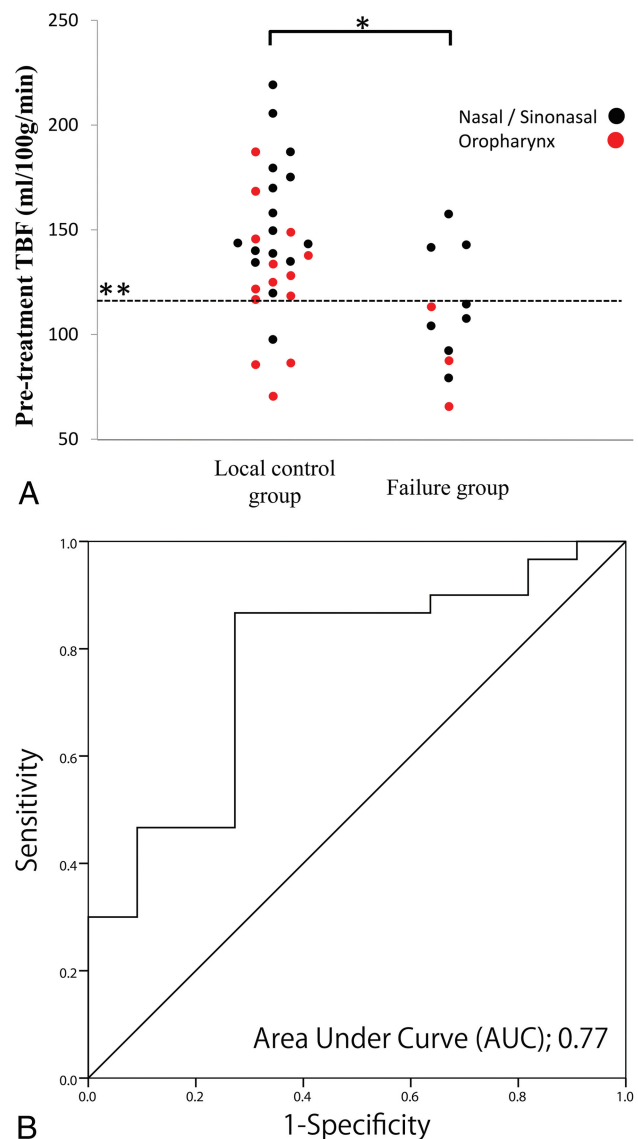 250
*
200
Nasal / Sinonasal
Oropharynx
150
**
100
50
Pre-treatment TBF (ml/100g/min)
Local control
group
Failure group
A
1.0
0.8
0.6
0.4
0.2
0.0
Sensitivity
Area Under Curve (AUC); 0.77
0.0 0.2 0.4 0.6 0.8 1.0
1-Specificity
B